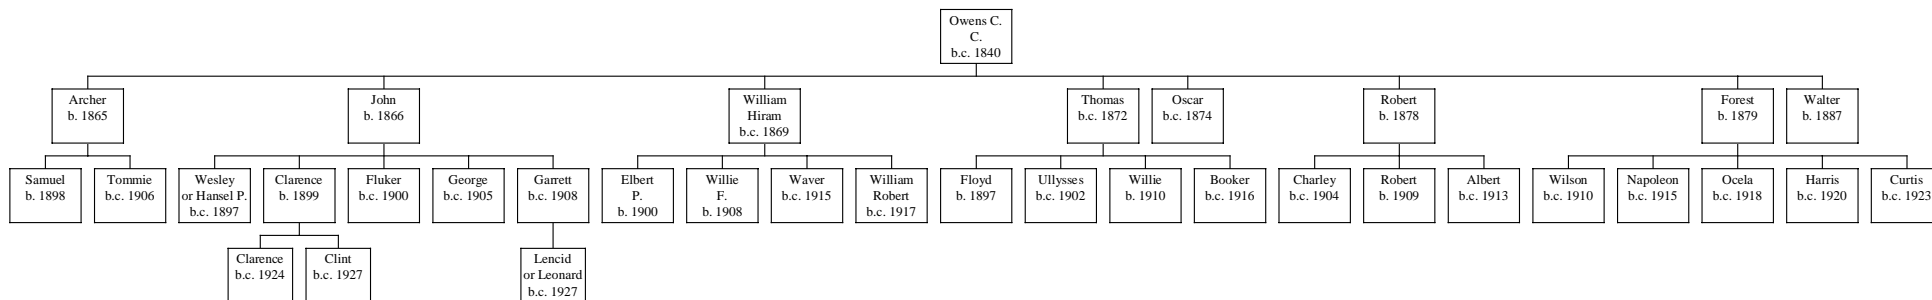 Owens C.
C.
b.c. 1840
Archer
b. 1865
John
b. 1866
William
Hiram
b.c. 1869
Thomas
b.c. 1872
Oscar
b.c. 1874
Robert
b. 1878
Forest
b. 1879
Walter
b. 1887
Samuel
b. 1898
Tommie
b.c. 1906
Wesley
or Hansel P.
b.c. 1897
Clarence
b. 1899
Fluker
b.c. 1900
George
b.c. 1905
Garrett
b.c. 1908
Elbert
P.
b. 1900
Willie
F.
b. 1908
Waver
b.c. 1915
William
Robert
b.c. 1917
Floyd
b. 1897
Ullysses
b.c. 1902
Willie
b. 1910
Booker
b.c. 1916
Charley
b.c. 1904
Robert
b. 1909
Albert
b.c. 1913
Wilson
b.c. 1910
Napoleon
b.c. 1915
Ocela
b.c. 1918
Harris
b.c. 1920
Curtis
b.c. 1923
Clarence
b.c. 1924
Clint
b.c. 1927
Lencid
or Leonard
b.c. 1927